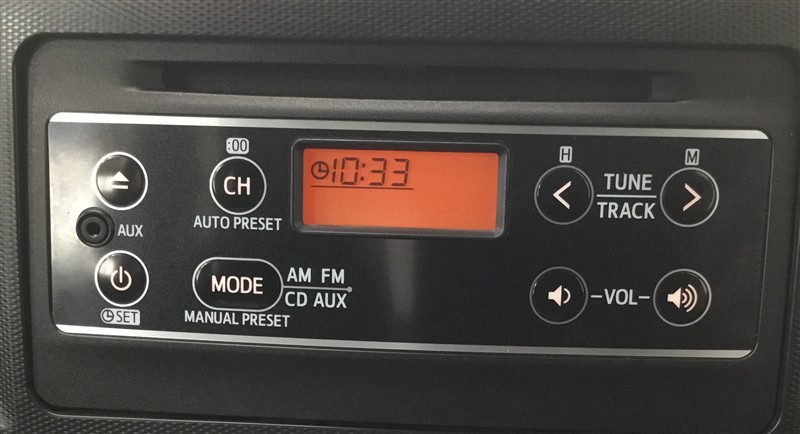 :00
CH
AUTO PRESET
10:33
H
M
TUNE
TRACK
AUX
MODE
AM FM
CD AUX
MANUAL PRESET
SET
-VOL-